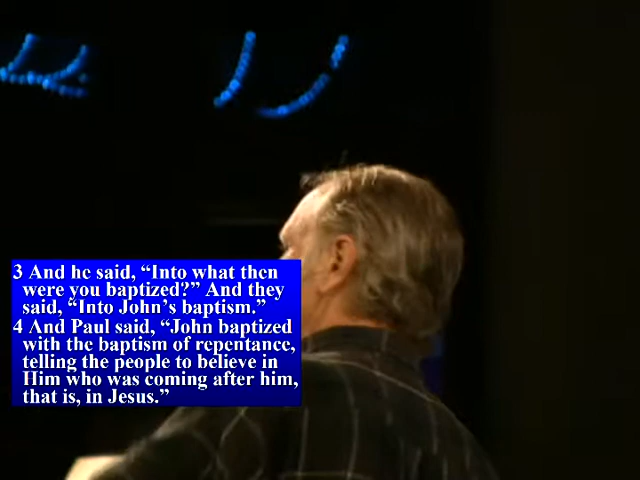 3 And he said, “Into what then
were you baptized?” And they
said, “Into John’s baptism.”
4 And Paul said, “John baptized
with the baptism of repentance,
telling the people to believe in
Him who was coming after him,
that is, in Jesus.”